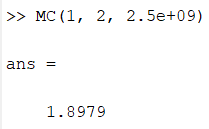 >> MC(1, 2, 2.5e+09)
ans =
1.8979